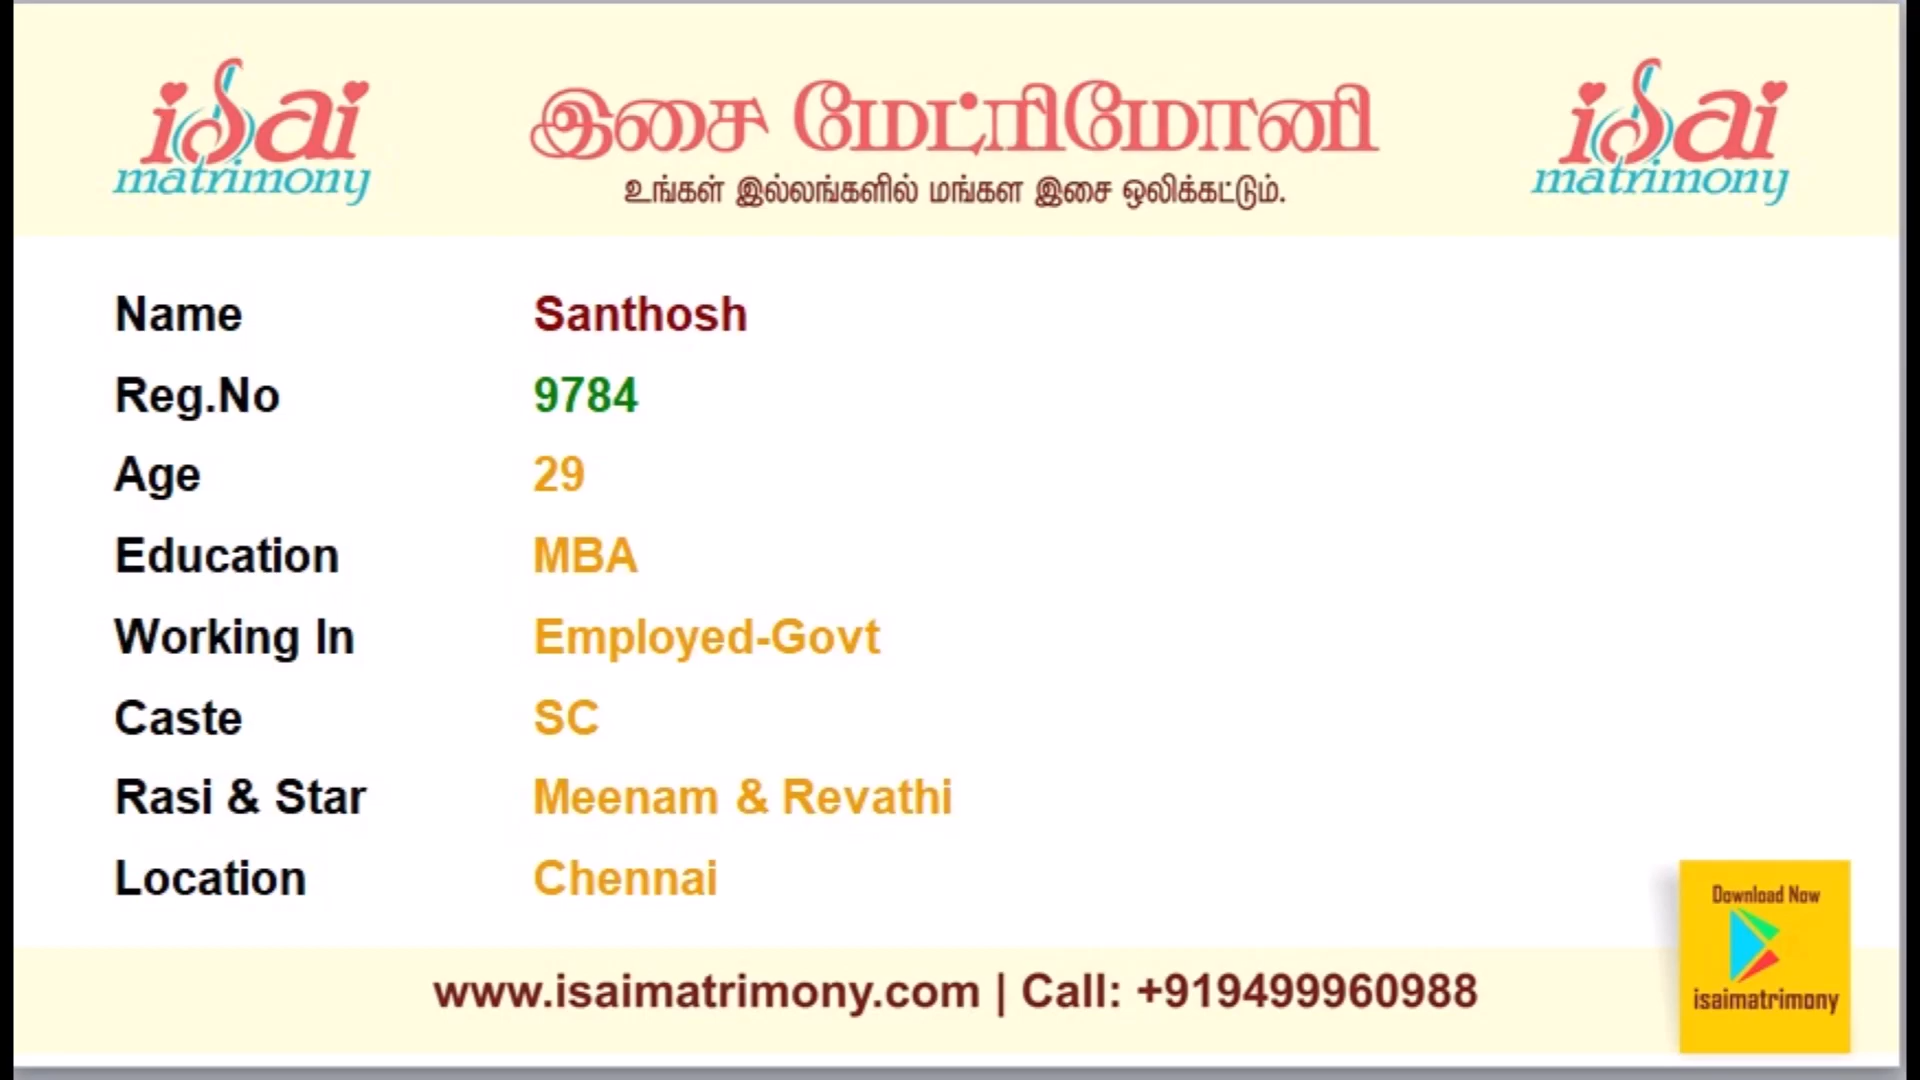 isai
matrimony
இசை மேட்ரிமோனி
உங்கள் இல்லங்களில் மங்கள இசை ஒலிக்கட்டும்.
isai
matrimony
Name Santhosh
Reg.No 9784
Age 29
Education MBA
Working In Employed-Govt
Caste SC
Rasi & Star Meenam & Revathi
Location Chennai
Download Now
isaimatrimony
www.isaimatrimony.com | Call: +919499960988